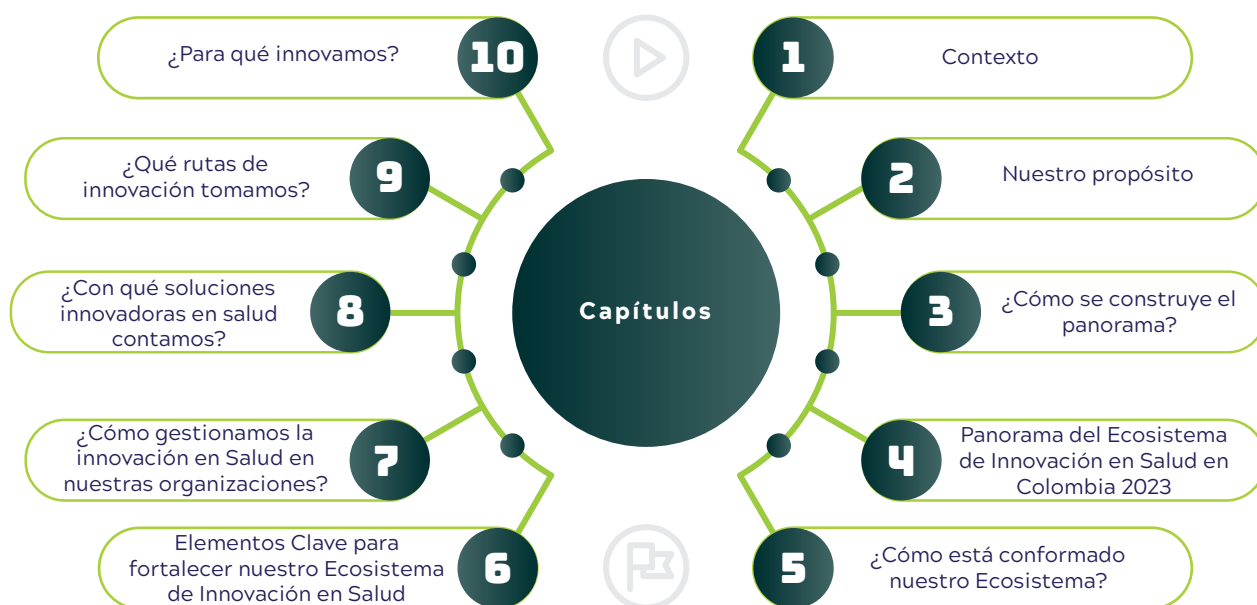 1
Contexto
2
Nuestro propósito
3
¿Cómo se construye el
panorama?
4
Panorama del Ecosistema
de Innovación en Salud en
Colombia 2023
5
¿Cómo está conformado
nuestro Ecosistema?
6
Elementos Clave para
fortalecer nuestro Ecosistema
de Innovación en Salud
7
¿Cómo gestionamos la
innovación en Salud en
nuestras organizaciones?
8
¿Con qué soluciones
innovadoras en salud
contamos?
9
¿Qué rutas de
innovación tomamos?
10
¿Para qué innovamos?
Capítulos